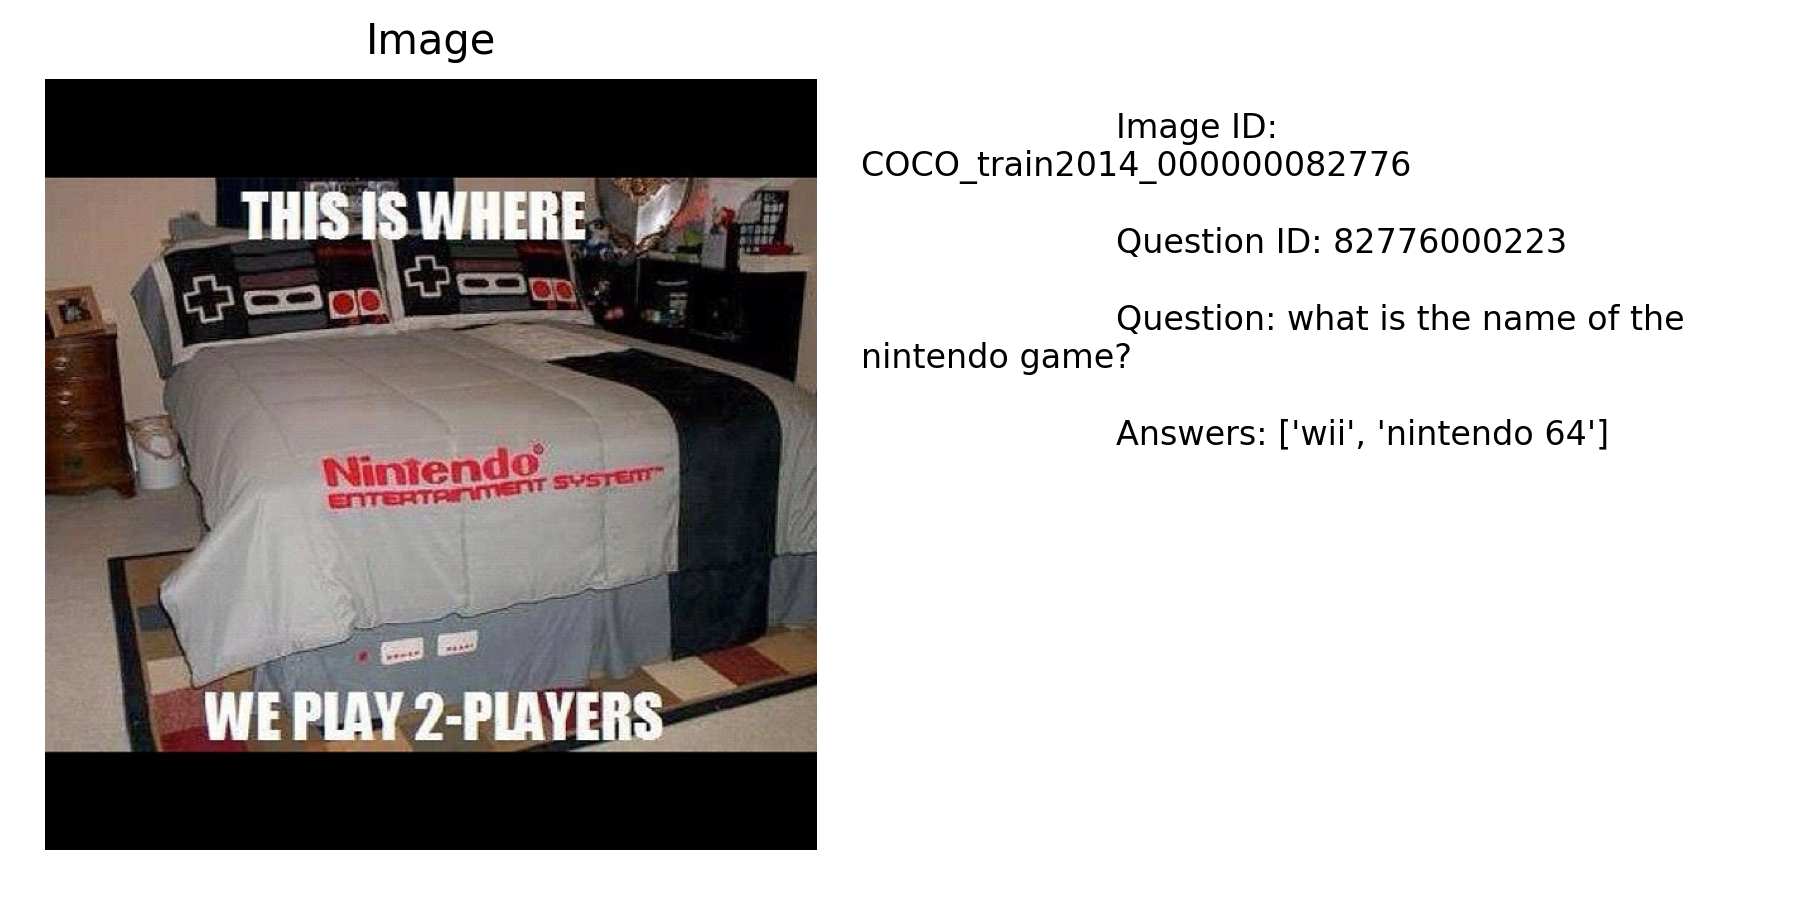 Image
THIS IS WHERE
Nintendo®
ENTERTAINMENT SYSTEM™
WE PLAY 2-PLAYERS
Image ID:
COCO_train2014_000000082776
Question ID: 82776000223
Question: what is the name of the
nintendo game?
Answers: ['wii', 'nintendo 64']